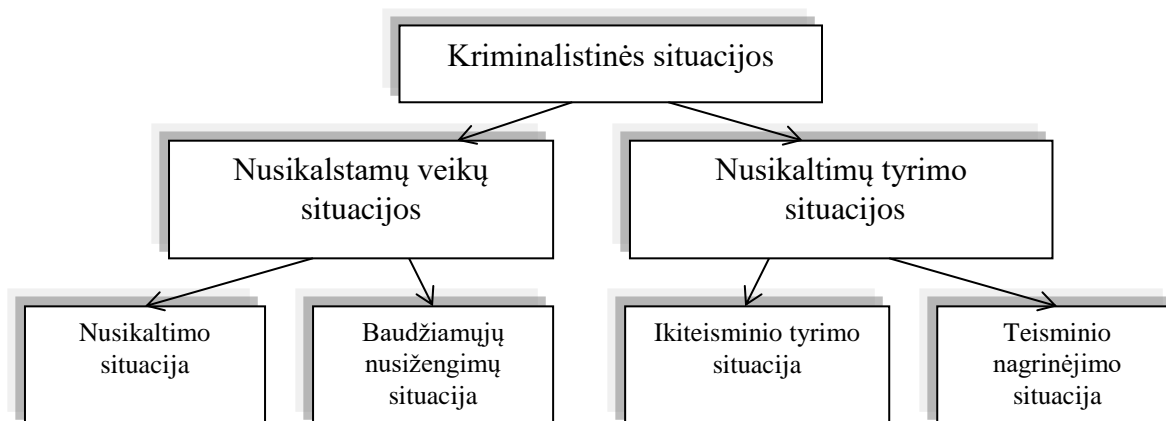 Kriminalistinės situacijos
Nusikalstamų veikų
situacijos
Nusikaltimų tyrimo
situacijos
Nusikaltimo
situacija
Baudžiamųjų
nusižengimų
situacija
Ikiteisminio tyrimo
situacija
Teisminio
nagrinėjimo
situacija